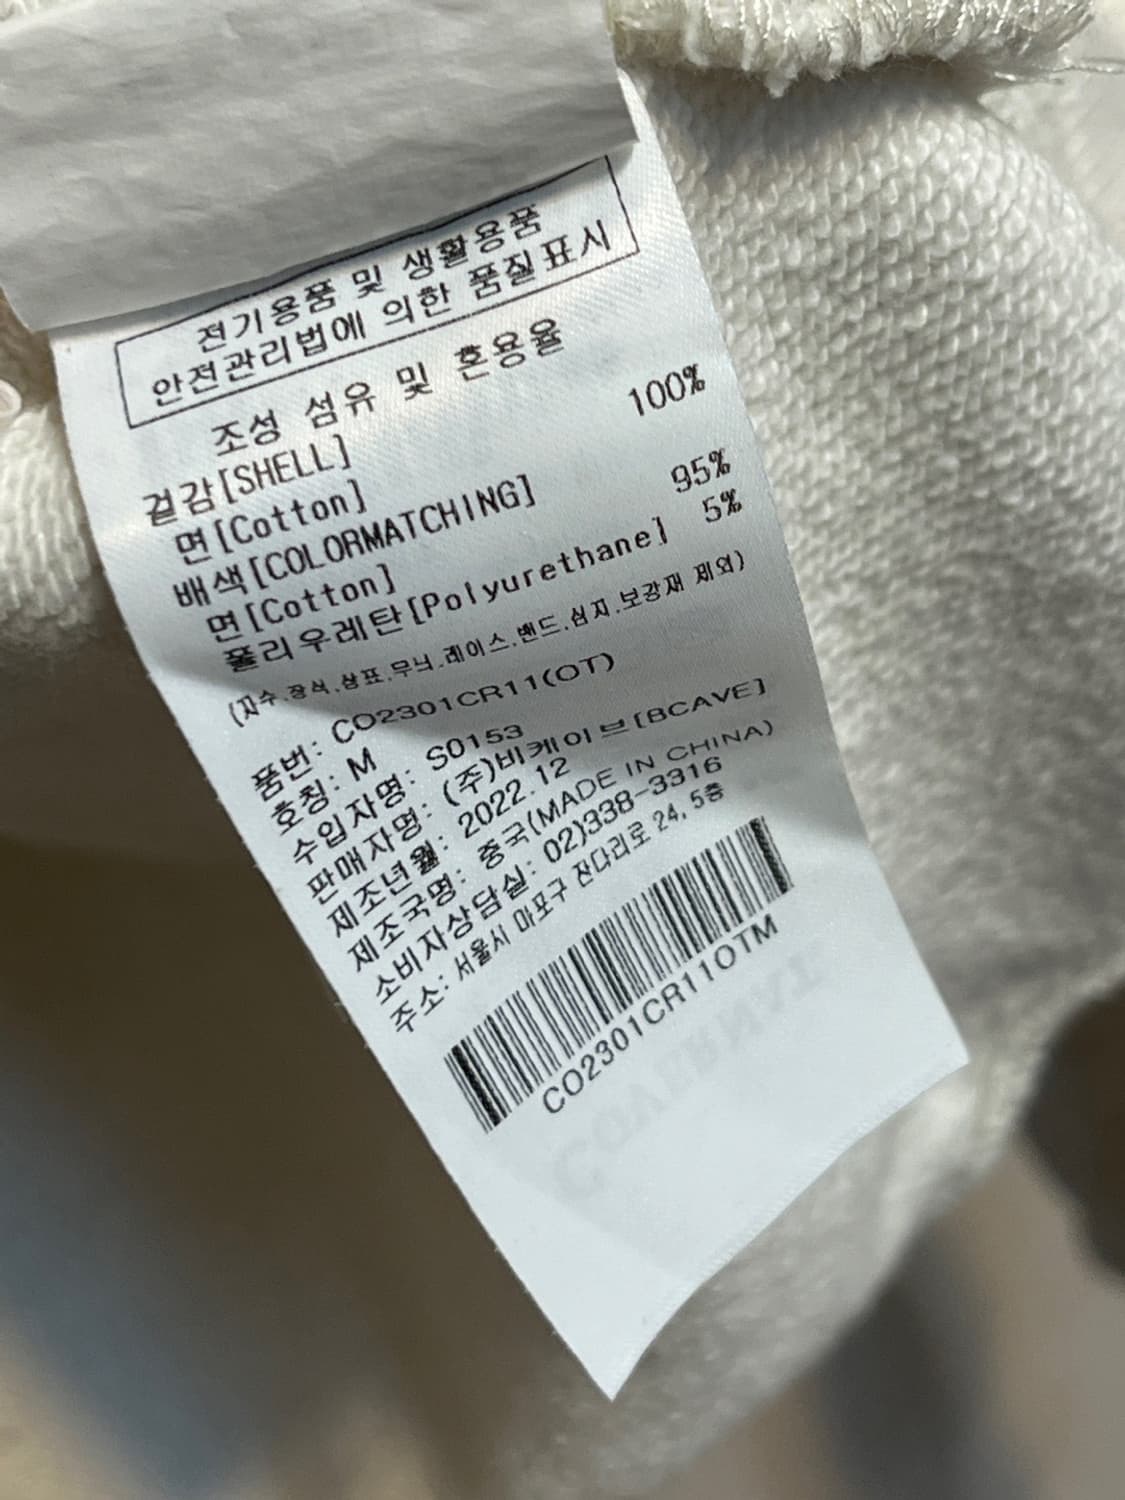 전기용품 및 생활용품
안전관리법에 의한 품질표시
조성 섬유 및 혼용율
겉감[SHELL]
면[Cotton] 100%
배색[COLORMATCHING]
면[Cotton] 95%
폴리우레탄[Polyurethane] 5%
(자수.장식.상표.무늬.레이스.밴드.심지.보강재 제외)
품번: CO2301CR11(OT)
호칭: M
수입자명: S0153
판매자명: (주)비케이브[BCAVE]
제조년월: 2022.12
제조국명: 중국(MADE IN CHINA)
소비자상담실: 02)338-3316
주소: 서울시 마포구 잔다리로 24, 5층
CO2301CR11OTM
COVERNAT